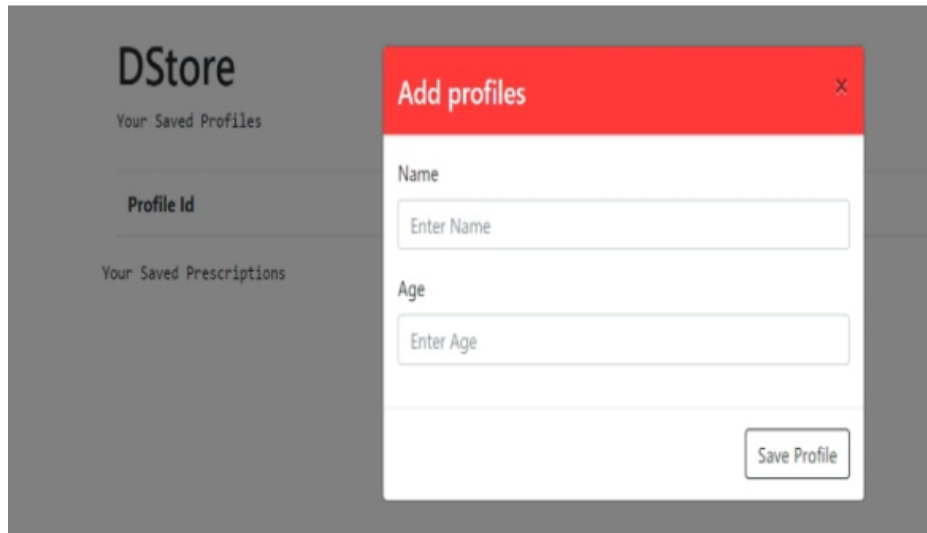 DStore
Your Saved Profiles
Profile Id
Your Saved Prescriptions
Add profiles
x
Name
Enter Name
Age
Enter Age
Save Profile